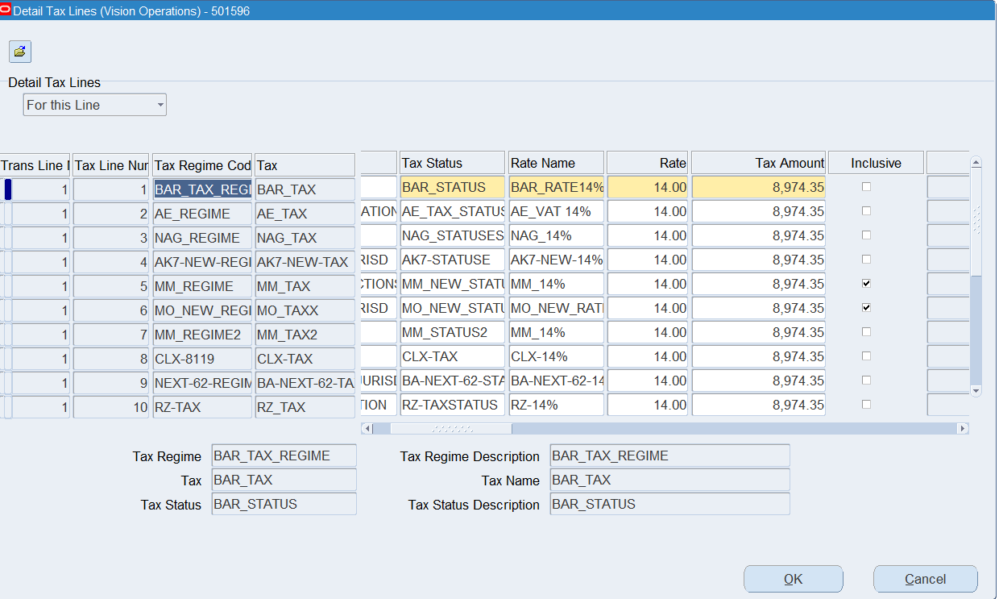 Detail Tax Lines (Vision Operations) - 501596
Detail Tax Lines
For this Line
Trans Line Tax Line Nur Tax Regime Cod Tax Tax Status Rate Name Rate Tax Amount Inclusive
1 1 BAR_TAX_REGI BAR_TAX BAR_STATUS BAR_RATE14% 14.00 8,974.35
1 2 AE_REGIME AE_TAX ATION AE_TAX_STATUS AE_VAT 14% 14.00 8,974.35
1 3 NAG_REGIME NAG_TAX NAG_STATUSES NAG_14% 14.00 8,974.35
1 4 AK7-NEW-REGI AK7-NEW-TAX RISD AK7-STATUSE AK7-NEW-14% 14.00 8,974.35
1 5 MM_REGIME MM_TAX CTIONS MM_NEW_STATU MM_14% 14.00 8,974.35
1 6 MO_NEW_REGI MO_TAXX RISD MO_NEW_STATU MO_NEW_RATI 14.00 8,974.35
1 7 MM_REGIME2 MM_TAX2 MM_STATUS2 MM_14% 14.00 8,974.35
1 8 CLX-8119 CLX-TAX CLX-TAX CLX-14% 14.00 8,974.35
1 9 NEXT-62-REGIM BA-NEXT-62-TA JURISD BA-NEXT-62-STA BA-NEXT-62-14 14.00 8,974.35
1 10 RZ-TAX RZ_TAX TION RZ-TAXSTATUS RZ-14% 14.00 8,974.35
Tax Regime BAR_TAX_REGIME Tax Regime Description BAR_TAX_REGIME
Tax BAR_TAX Tax Name BAR_TAX
Tax Status BAR_STATUS Tax Status Description BAR_STATUS
OK Cancel